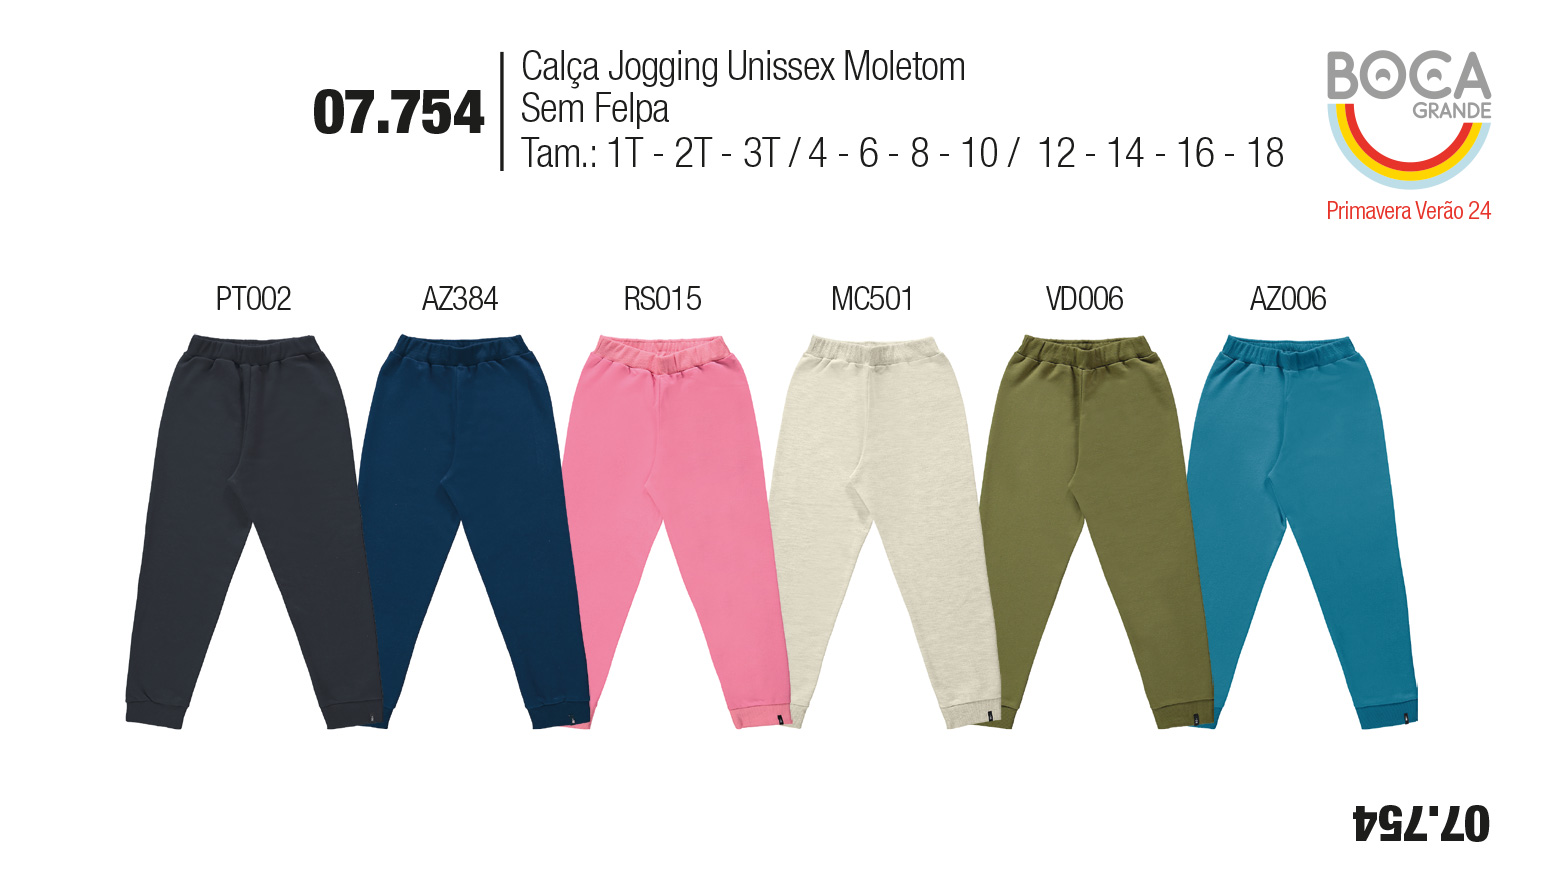 07.754
Calça Jogging Unissex Moletom
Sem Felpa
Tam.: 1T - 2T - 3T / 4 - 6 - 8 - 10 / 12 - 14 - 16 - 18
BOCA
GRANDE
Primavera Verão 24
PT002
AZ384
RS015
MC501
VD006
AZ006
07.754